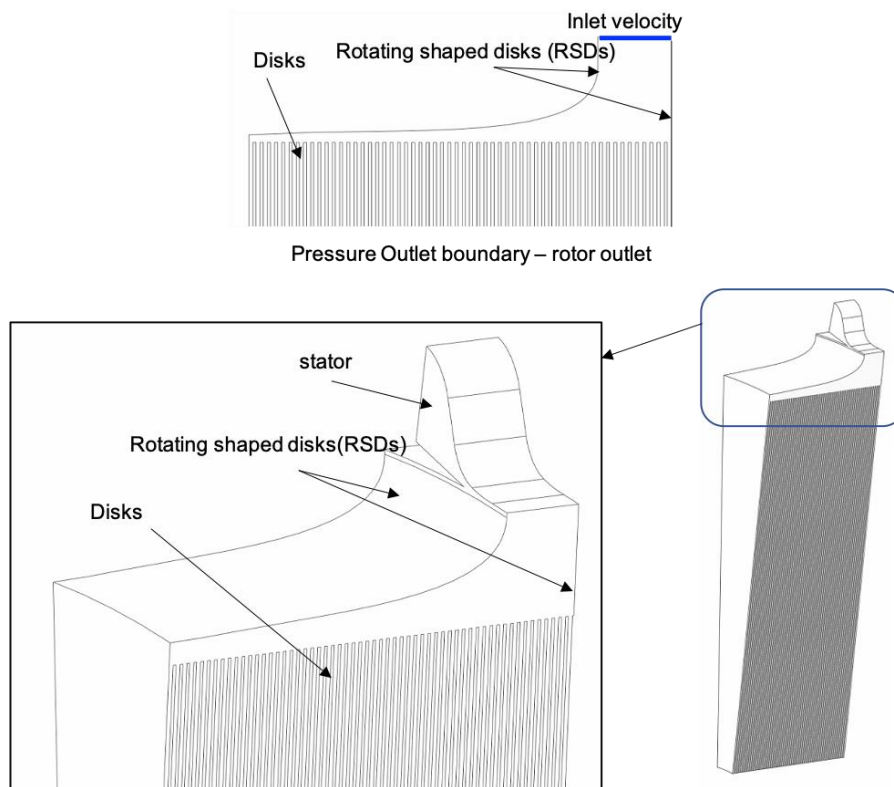 Inlet velocity
Rotating shaped disks (RSDs)
Disks
Pressure Outlet boundary – rotor outlet
stator
Rotating shaped disks(RSDs)
Disks